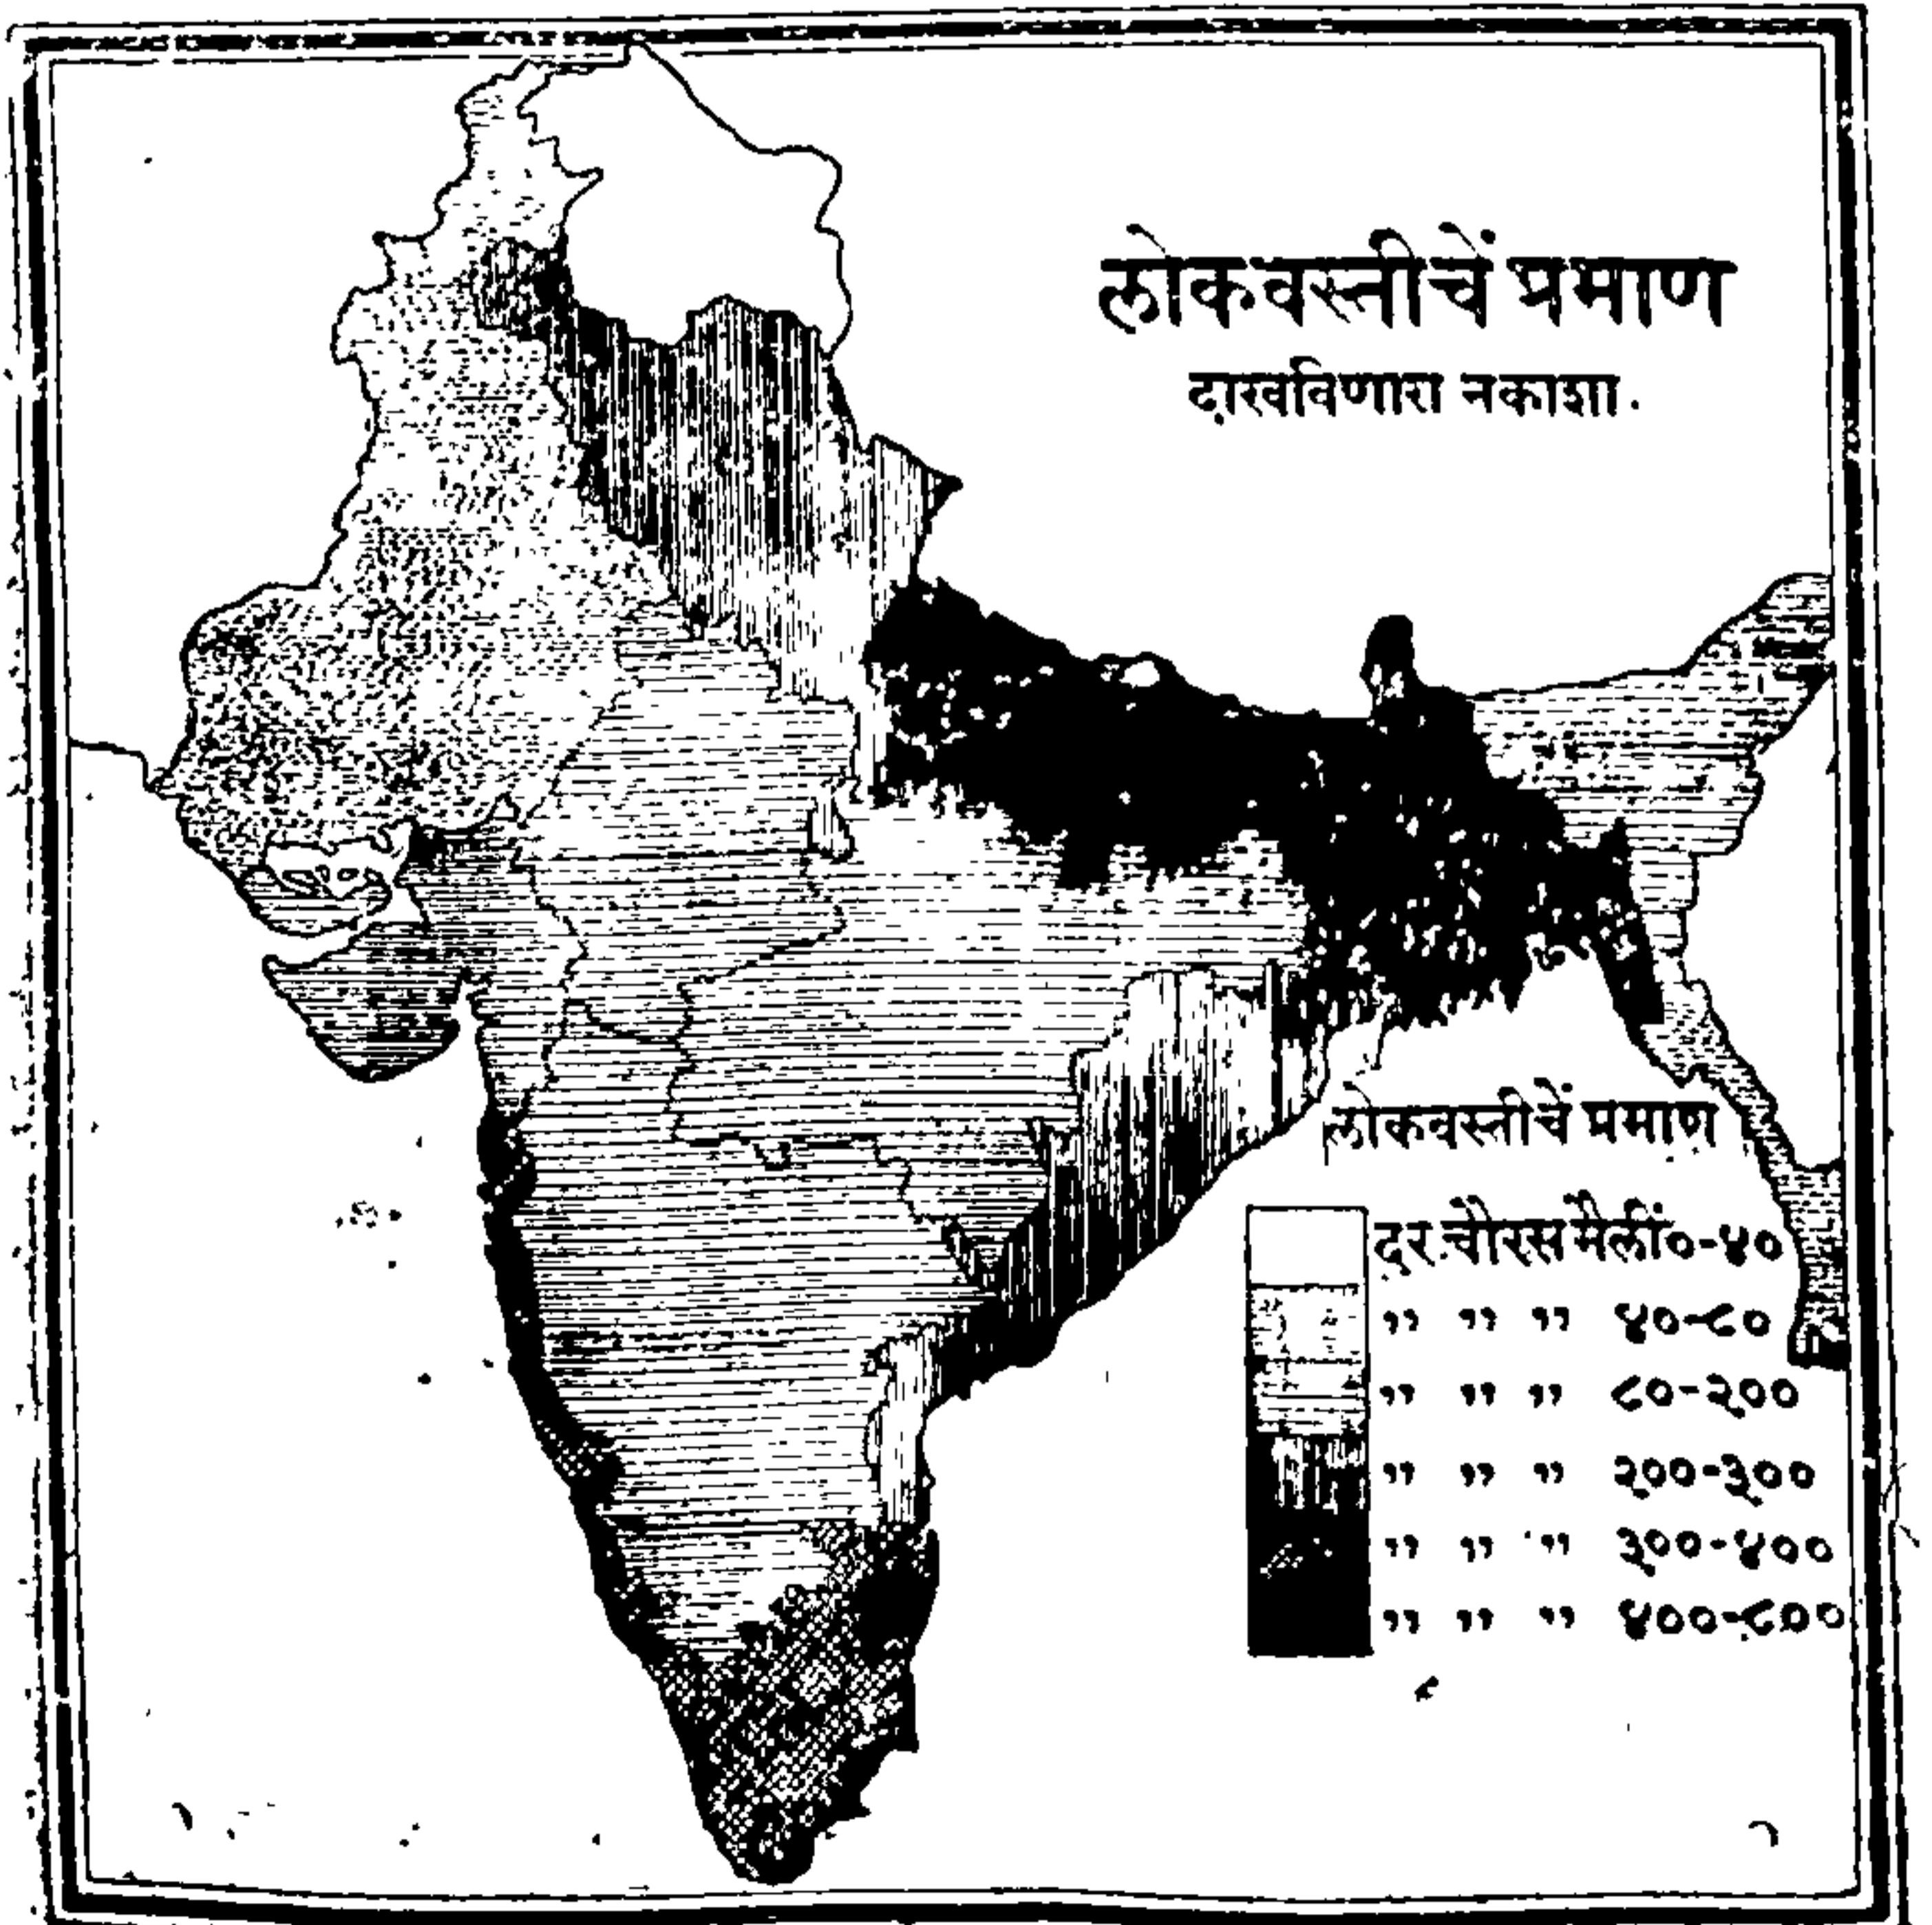 लोकवस्तीचें प्रमाण
दाखविणारा नकाशा.
लोकवस्तीचें प्रमाण
दर चौरस मैलीं ०-४०
,, ,, ,, ४०-८०
,, ,, ,, ८०-२००
,, ,, ,, २००-३००
,, ,, ,, ३००-४००
,, ,, ,, ४००-८००